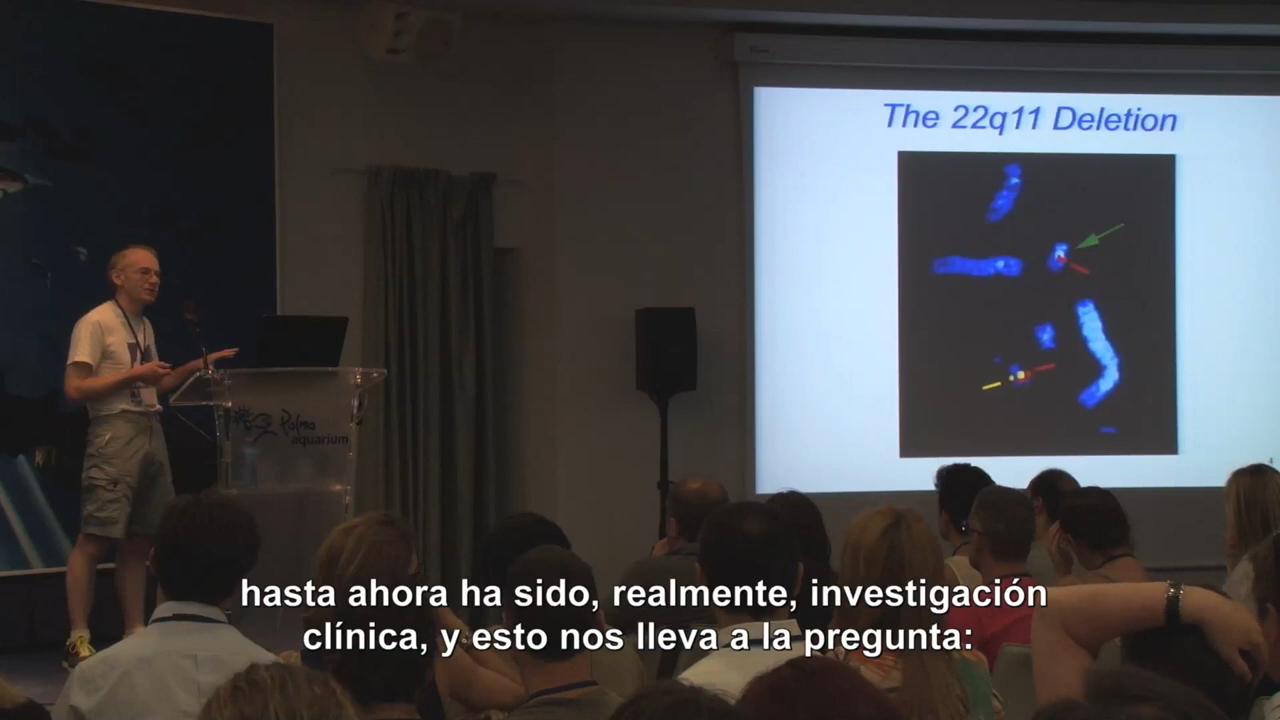 The 22q11 Deletion
Palma
aquarium
hasta ahora ha sido, realmente, investigación
clínica, y esto nos lleva a la pregunta: